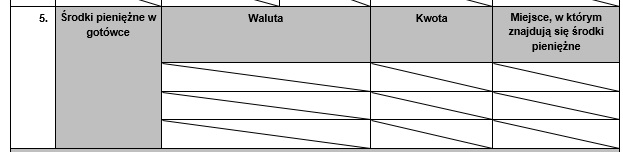 5.
Środki pieniężne w
gotówce
Waluta
Kwota
Miejsce, w którym
znajdują się środki
pieniężne